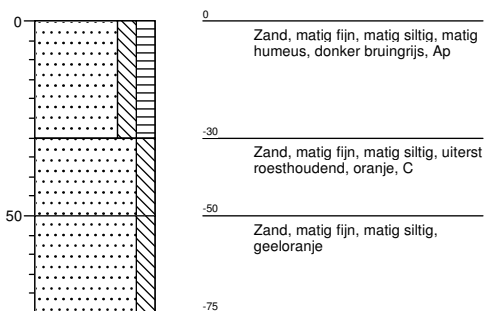 0
0
Zand, matig fijn, matig siltig, matig
humeus, donker bruingrijs, Ap
-30
Zand, matig fijn, matig siltig, uiterst
roesthoudend, oranje, C
50
-50
Zand, matig fijn, matig siltig,
geeloranje
-75